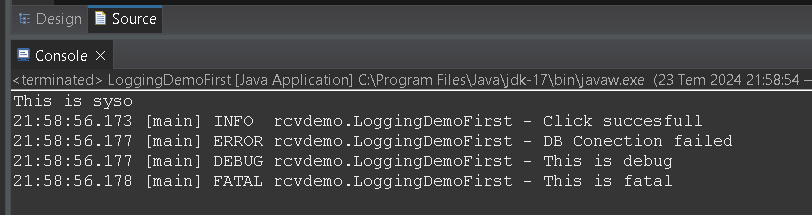 Design Source
Console
<terminated> LoggingDemoFirst [Java Application] C:\Program Files\Java\jdk-17\bin\javaw.exe (23 Tem 2024 21:58:54 –
This is syso
21:58:56.173 [main] INFO  rcvdemo.LoggingDemoFirst - Click succesfull
21:58:56.177 [main] ERROR rcvdemo.LoggingDemoFirst - DB Conection failed
21:58:56.177 [main] DEBUG rcvdemo.LoggingDemoFirst - This is debug
21:58:56.178 [main] FATAL rcvdemo.LoggingDemoFirst - This is fatal